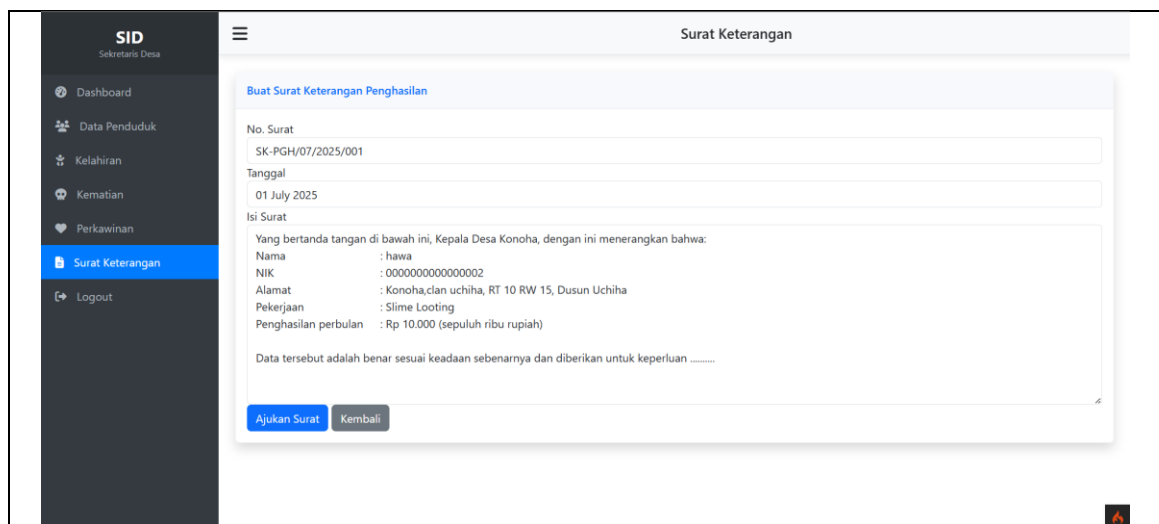 SID
Sekretaris Desa
Dashboard
Data Penduduk
Kelahiran
Kematian
Perkawinan
Surat Keterangan
Logout
Surat Keterangan
Buat Surat Keterangan Penghasilan
No. Surat
SK-PGH/07/2025/001
Tanggal
01 July 2025
Isi Surat
Yang bertanda tangan di bawah ini, Kepala Desa Konoha, dengan ini menerangkan bahwa:
Nama : hawa
NIK : 0000000000000002
Alamat : Konoha,clan uchiha, RT 10 RW 15, Dusun Uchiha
Pekerjaan : Slime Looting
Penghasilan perbulan : Rp 10.000 (sepuluh ribu rupiah)
Data tersebut adalah benar sesuai keadaan sebenarnya dan diberikan untuk keperluan ..........
Ajukan Surat Kembali